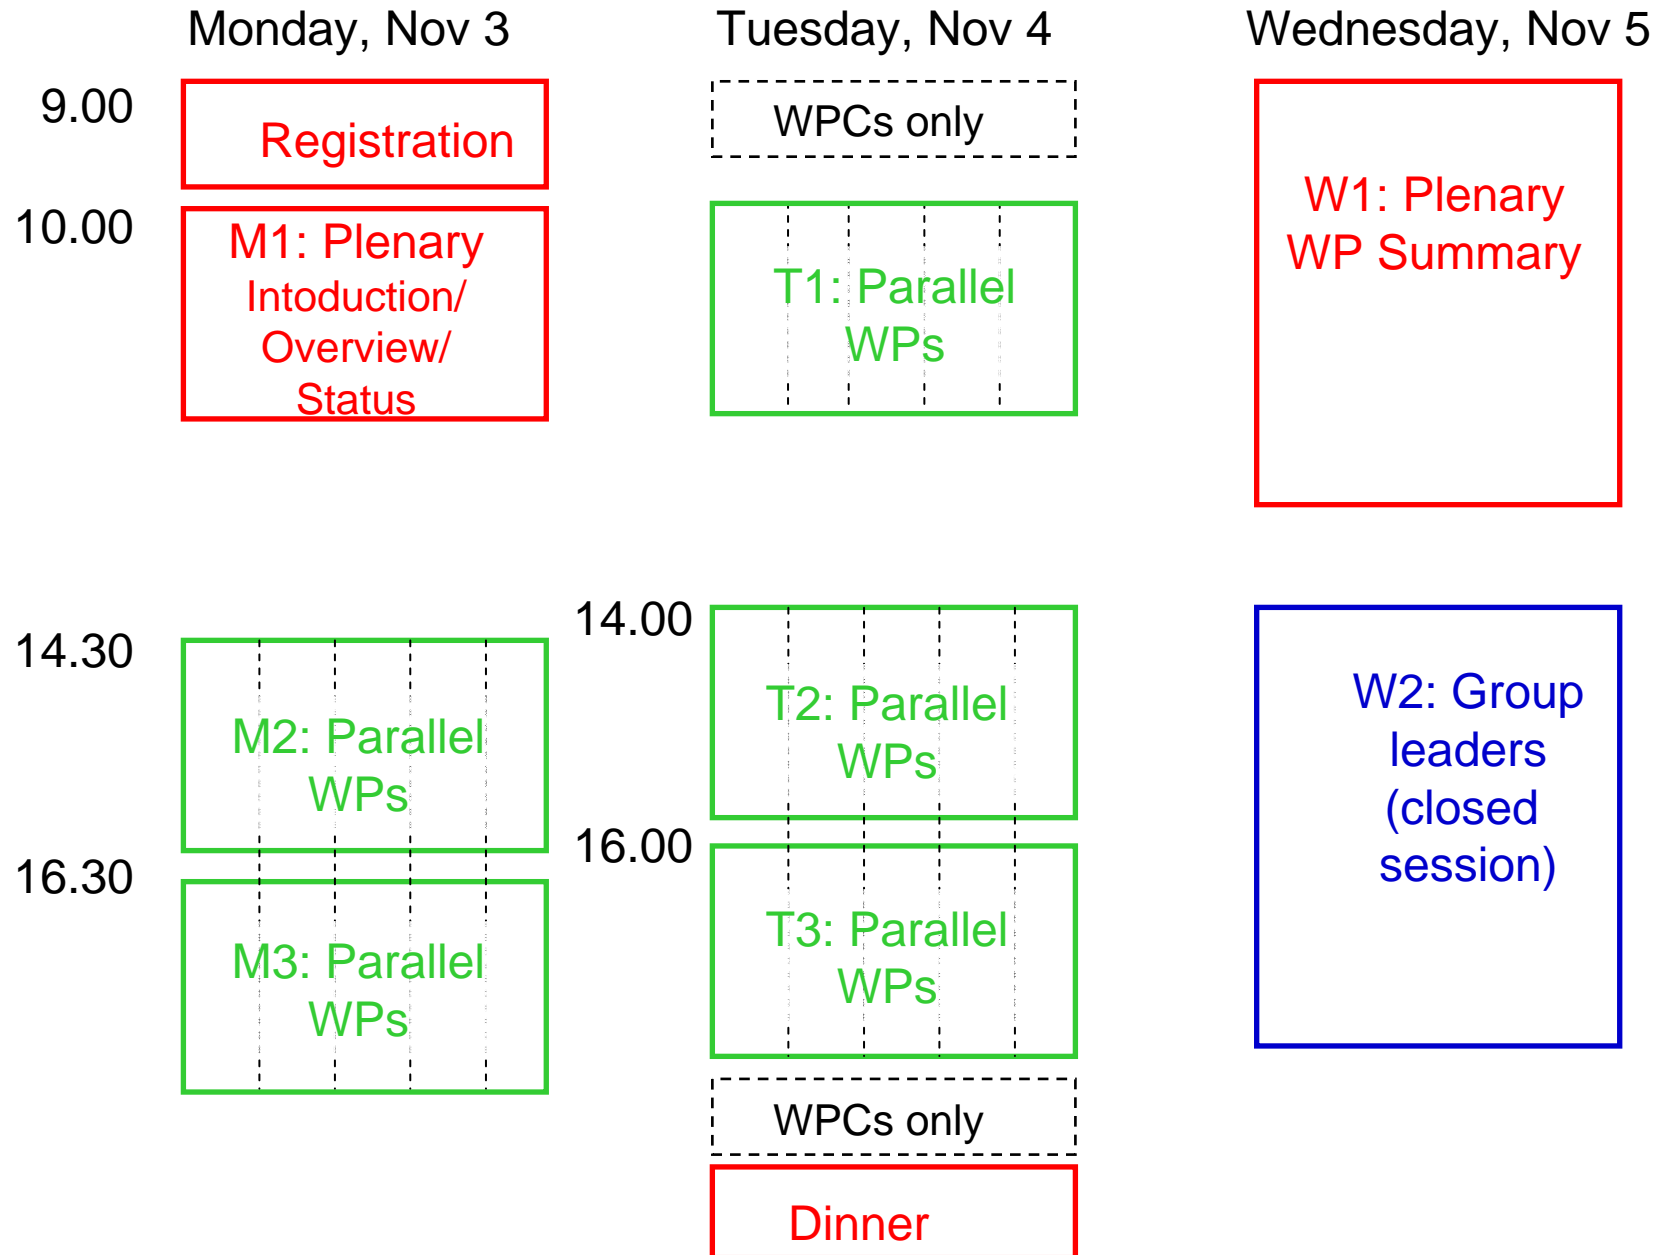 Monday, Nov 3
Tuesday, Nov 4
Wednesday, Nov 5
9.00
Registration
WPCs only
10.00
M1: Plenary
Intoduction/
Overview/
Status
T1: Parallel
WPs
W1: Plenary
WP Summary
14.30
M2: Parallel
WPs
16.30
M3: Parallel
WPs
14.00
T2: Parallel
WPs
16.00
T3: Parallel
WPs
WPCs only
Dinner
W2: Group
leaders
(closed
session)